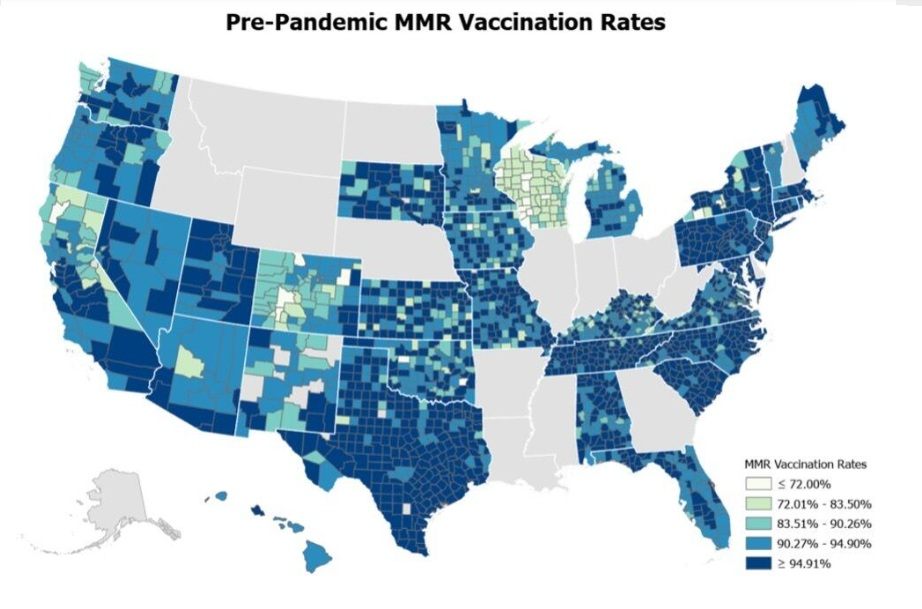 Pre-Pandemic MMR Vaccination Rates
MMR Vaccination Rates
≤ 72.00%
72.01% - 83.50%
83.51% - 90.26%
90.27% - 94.90%
≥ 94.91%